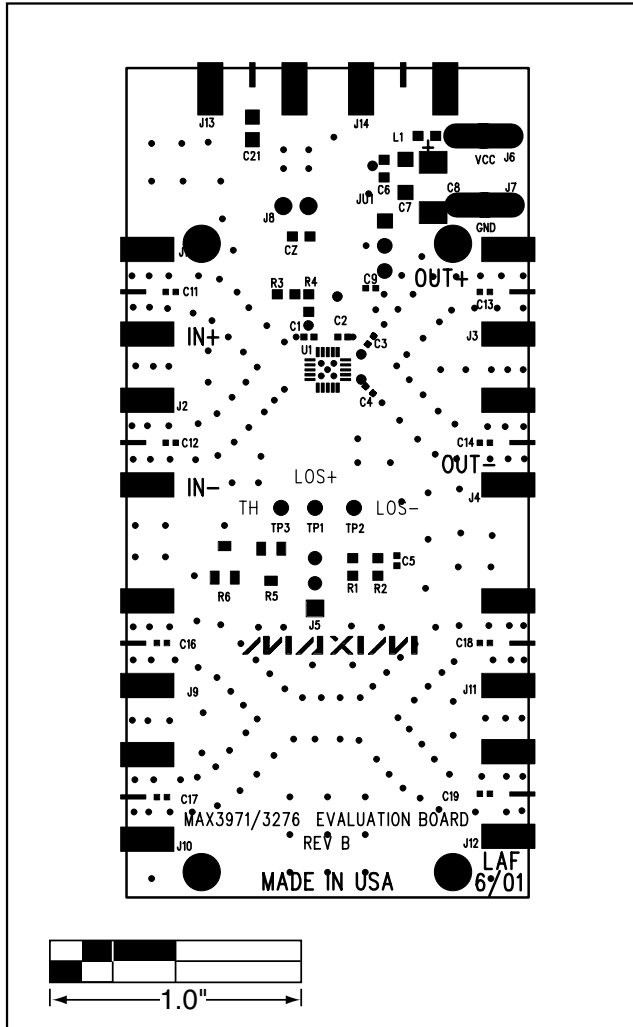 J13
J14
C21
L1
+
VCC
J6
C6
C7
C8
J7
JU1
J8
GND
CZ
C11
R3
R4
C9
OUT+
C13
IN+
C1
C2
C3
J3
U1
C4
J2
C12
C14
OUT-
IN-
LOS+
J4
TH
LOS-
TP3
TP1
TP2
C5
R6
R5
R1
R2
J5
MAXIM
C16
C18
J9
J11
C17
C19
MAX3971/3276 EVALUATION BOARD
REV B
J10
J12
LAF
MADE IN USA
6/01
1.0"